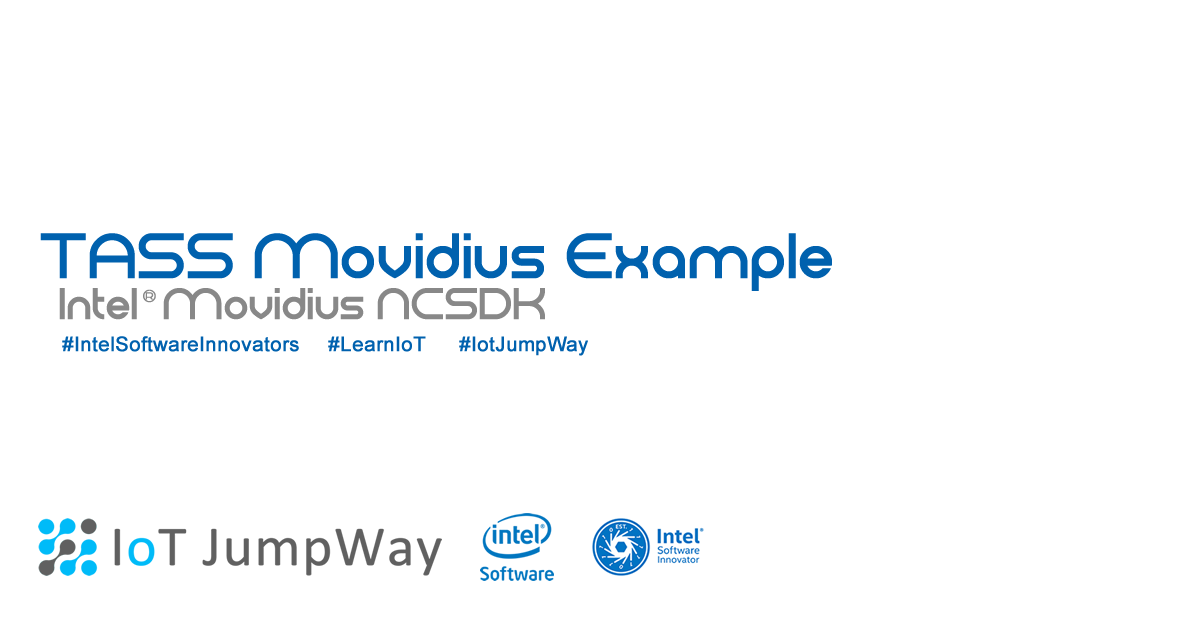 TASS Movidius Example
Intel® Movidius NCSDK
#IntelSoftwareInnovators #LearnIoT #IotJumpWay
IoT JumpWay
intel®
Software
EST.
Intel®
Software
Innovator